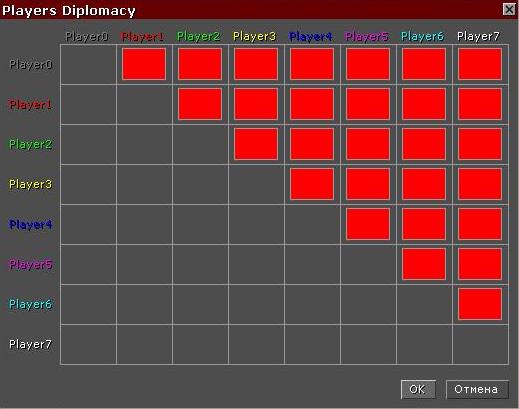 Players Diplomacy
Player0 Player1 Player2 Player3 Player4 Player5 Player6 Player7
Player0
Player1
Player2
Player3
Player4
Player5
Player6
Player7
OK Отмена